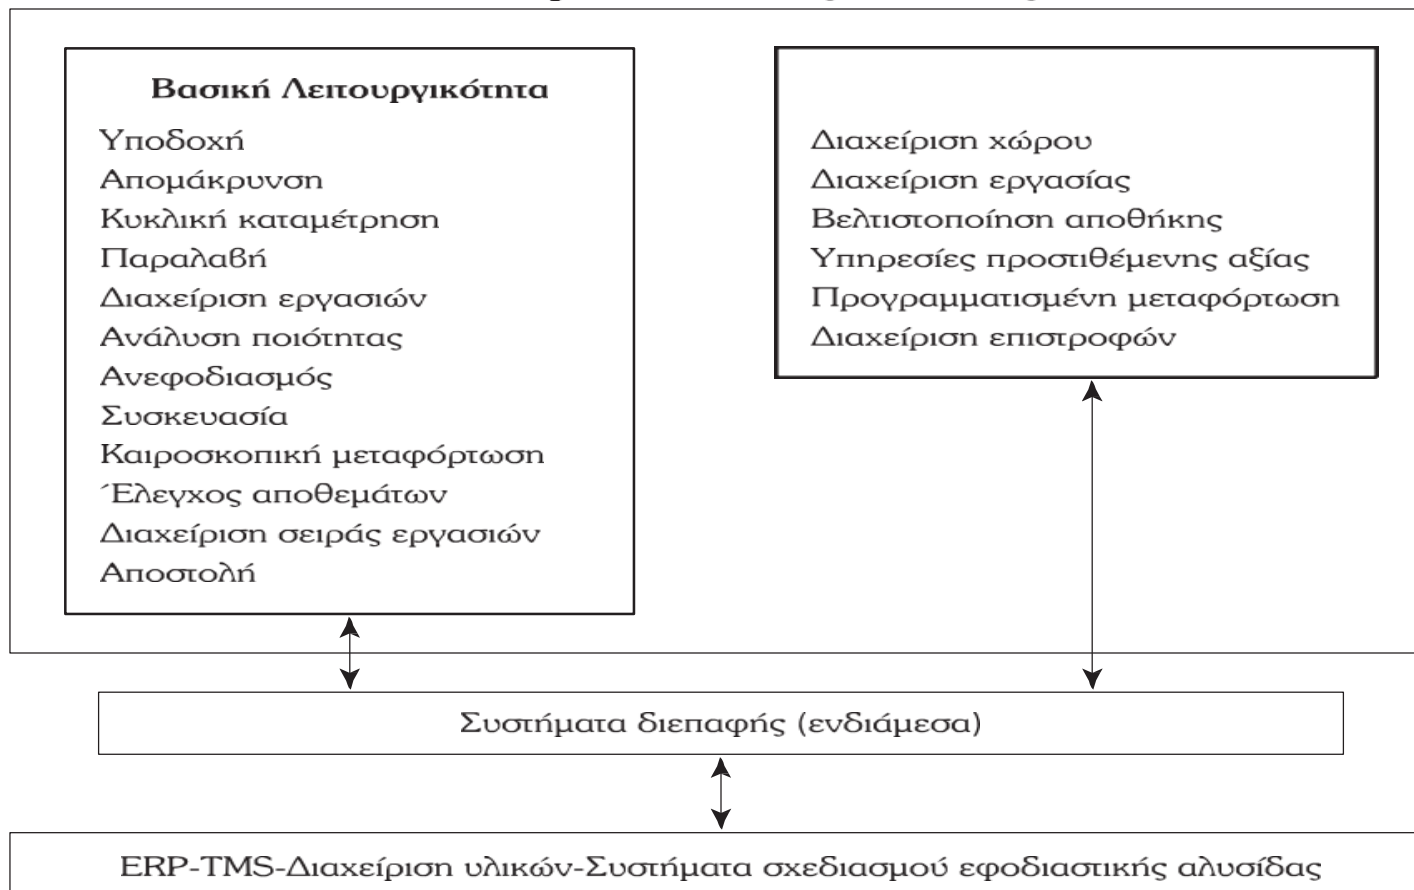 Βασική Λειτουργικότητα
Υποδοχή
Απομάκρυνση
Κυκλική καταμέτρηση
Παραλαβή
Διαχείριση εργασιών
Ανάλυση ποιότητας
Ανεφοδιασμός
Συσκευασία
Καιροσκοπική μεταφόρτωση
Έλεγχος αποθεμάτων
Διαχείριση σειράς εργασιών
Αποστολή
Διαχείριση χώρου
Διαχείριση εργασίας
Βελτιστοποίηση αποθήκης
Υπηρεσίες προστιθέμενης αξίας
Προγραμματισμένη μεταφόρτωση
Διαχείριση επιστροφών
Συστήματα διεπαφής (ενδιάμεσα)
ERP-TMS-Διαχείριση υλικών-Συστήματα σχεδιασμού εφοδιαστικής αλυσίδας